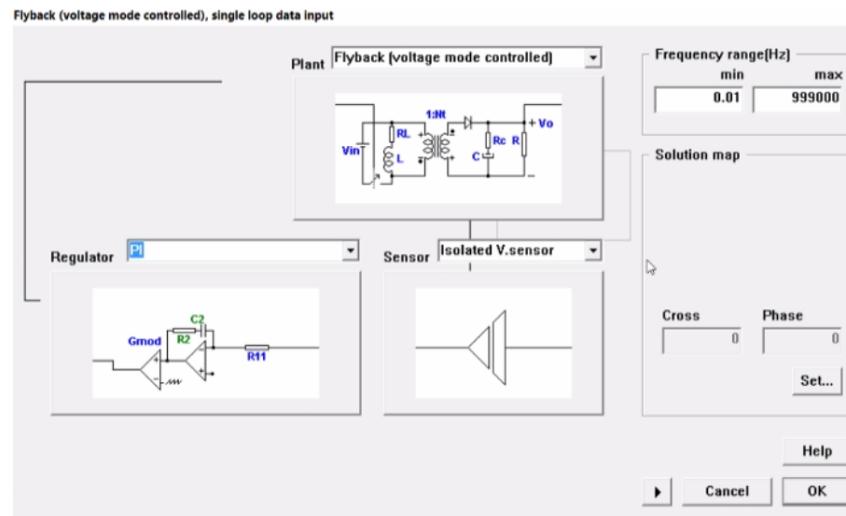 Flyback (voltage mode controlled), single loop data input
Plant
Flyback (voltage mode controlled)
1:Nt
RL
Vin
L
C
Rc
R
+ Vo
Frequency range(Hz)
min
max
0.01
999000
Solution map
Regulator
PI
Sensor
Isolated V.sensor
C2
Gmod
R2
R11
Cross
Phase
0
0
Set...
Help
Cancel
OK